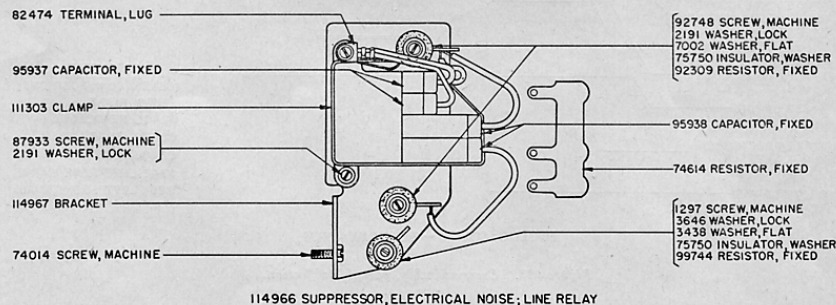 82474 TERMINAL, LUG
95937 CAPACITOR, FIXED
111303 CLAMP
87933 SCREW, MACHINE
2191 WASHER, LOCK
114967 BRACKET
74014 SCREW, MACHINE
92748 SCREW, MACHINE
2191 WASHER, LOCK
7002 WASHER, FLAT
75750 INSULATOR, WASHER
92309 RESISTOR, FIXED
95938 CAPACITOR, FIXED
74614 RESISTOR, FIXED
1297 SCREW, MACHINE
3646 WASHER, LOCK
3438 WASHER, FLAT
75750 INSULATOR, WASHER
99744 RESISTOR, FIXED
114966 SUPPRESSOR, ELECTRICAL NOISE; LINE RELAY